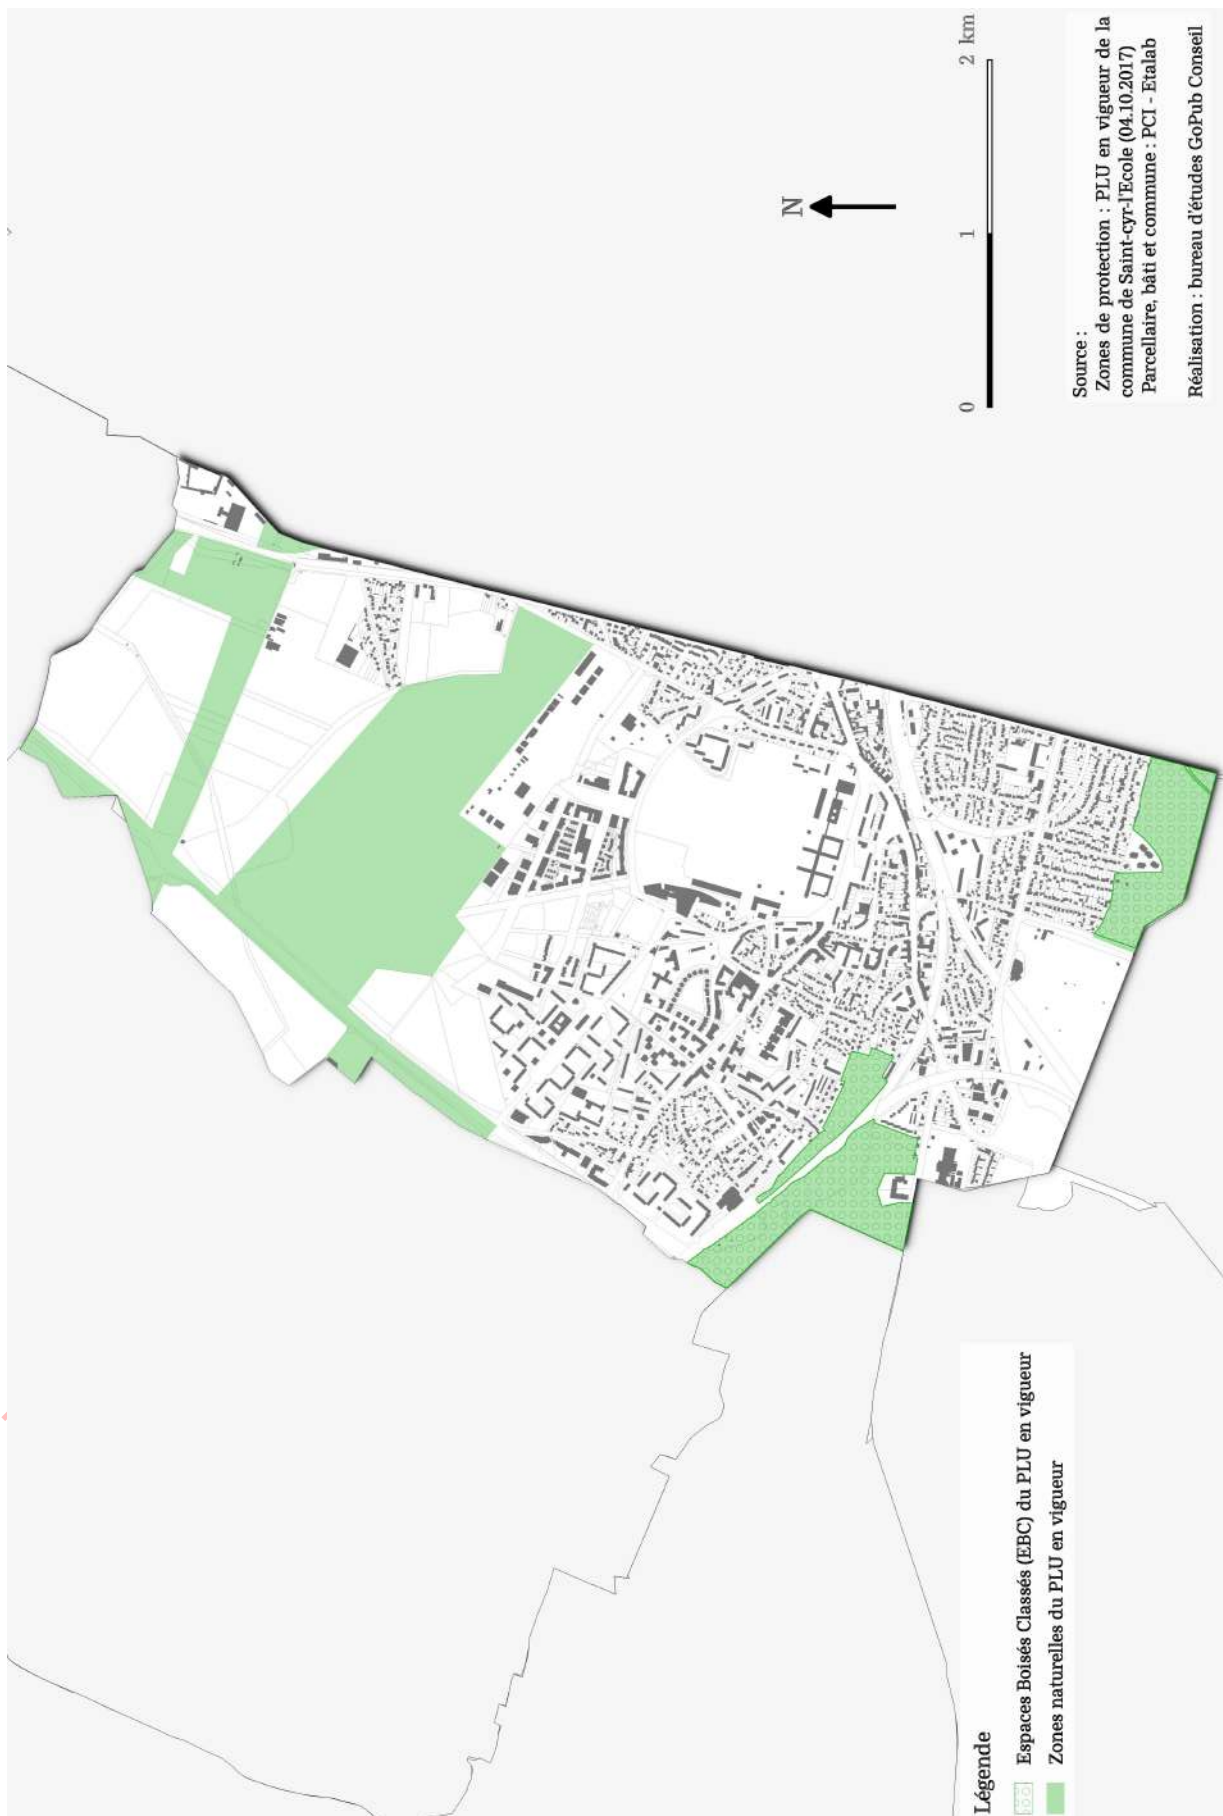 N
0 1 2 km
Source :
Zones de protection : PLU en vigueur de la
commune de Saint-cyr-l'Ecole (04.10.2017)
Parcellaire, bâti et commune : PCI - Etalab
Réalisation : bureau d'études GoPub Conseil
Légende
Espaces Boisés Classés (EBC) du PLU en vigueur
Zones naturelles du PLU en vigueur